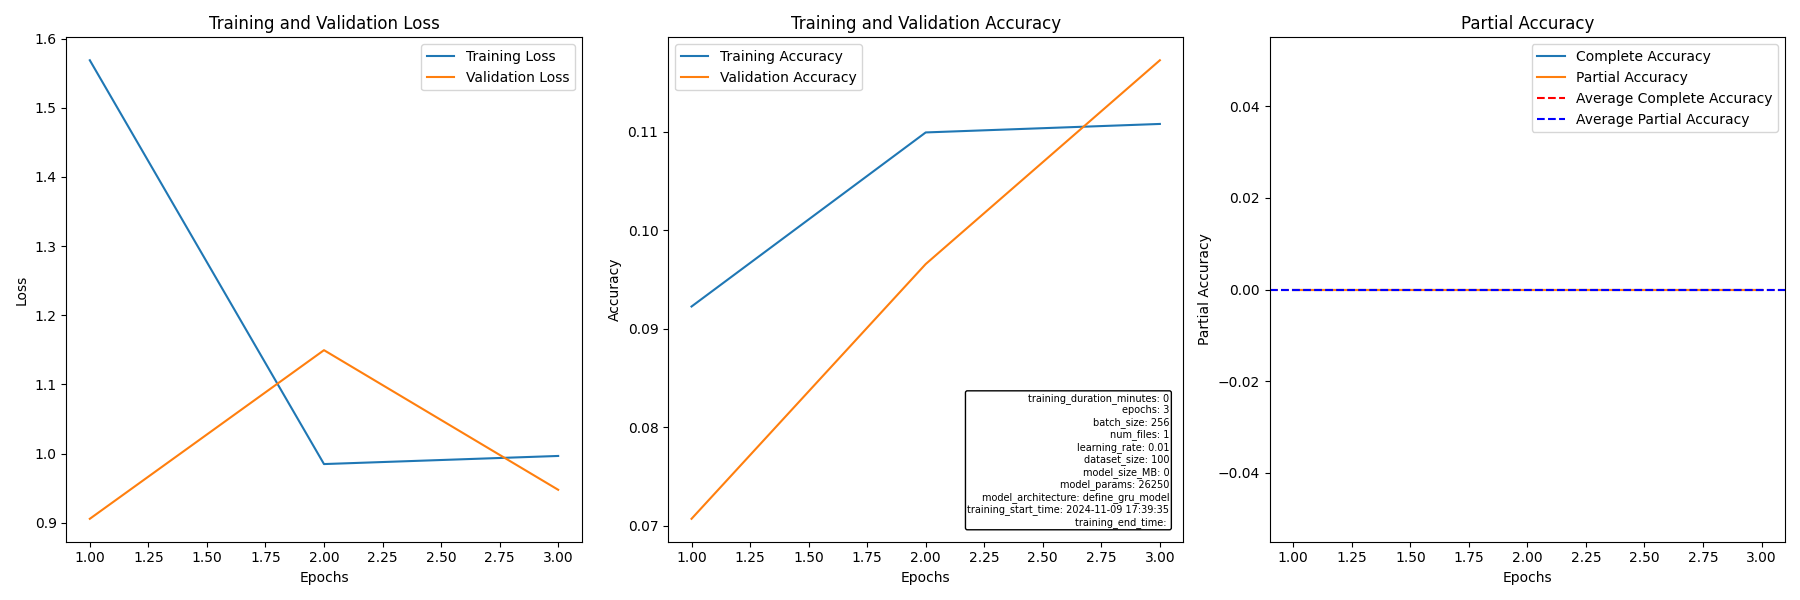 Training and Validation Loss
Training Loss
Validation Loss
1.6
1.5
1.4
1.3
1.2
1.1
1.0
0.9
Loss
1.00 1.25 1.50 1.75 2.00 2.25 2.50 2.75 3.00
Epochs
Training and Validation Accuracy
Training Accuracy
Validation Accuracy
0.11
0.10
0.09
0.08
0.07
Accuracy
training_duration_minutes: 0
epochs: 3
batch_size: 256
num_files: 1
learning_rate: 0.01
dataset_size: 100
model_size_MB: 0
model_params: 26250
model_architecture: define_gru_model
training_start_time: 2024-11-09 17:39:35
training_end_time:
1.00 1.25 1.50 1.75 2.00 2.25 2.50 2.75 3.00
Epochs
Partial Accuracy
Complete Accuracy
Partial Accuracy
Average Complete Accuracy
Average Partial Accuracy
0.04
0.02
0.00
−0.02
−0.04
Partial Accuracy
1.00 1.25 1.50 1.75 2.00 2.25 2.50 2.75 3.00
Epochs